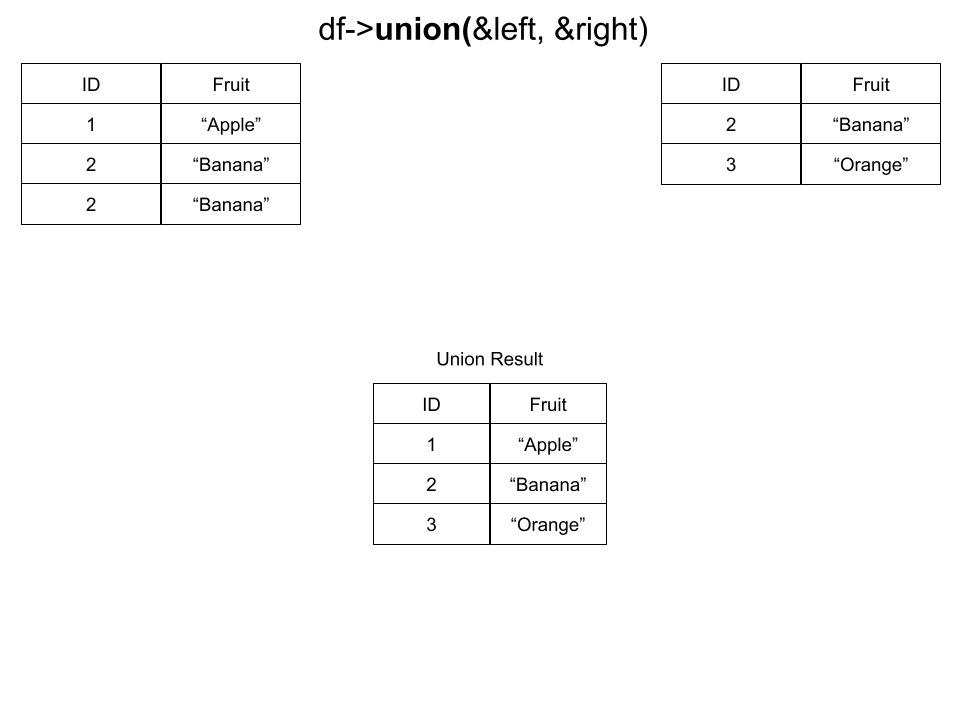 df->union(&left, &right)
ID Fruit
1 “Apple”
2 “Banana”
2 “Banana”
ID Fruit
2 “Banana”
3 “Orange”
Union Result
ID Fruit
1 “Apple”
2 “Banana”
3 “Orange”